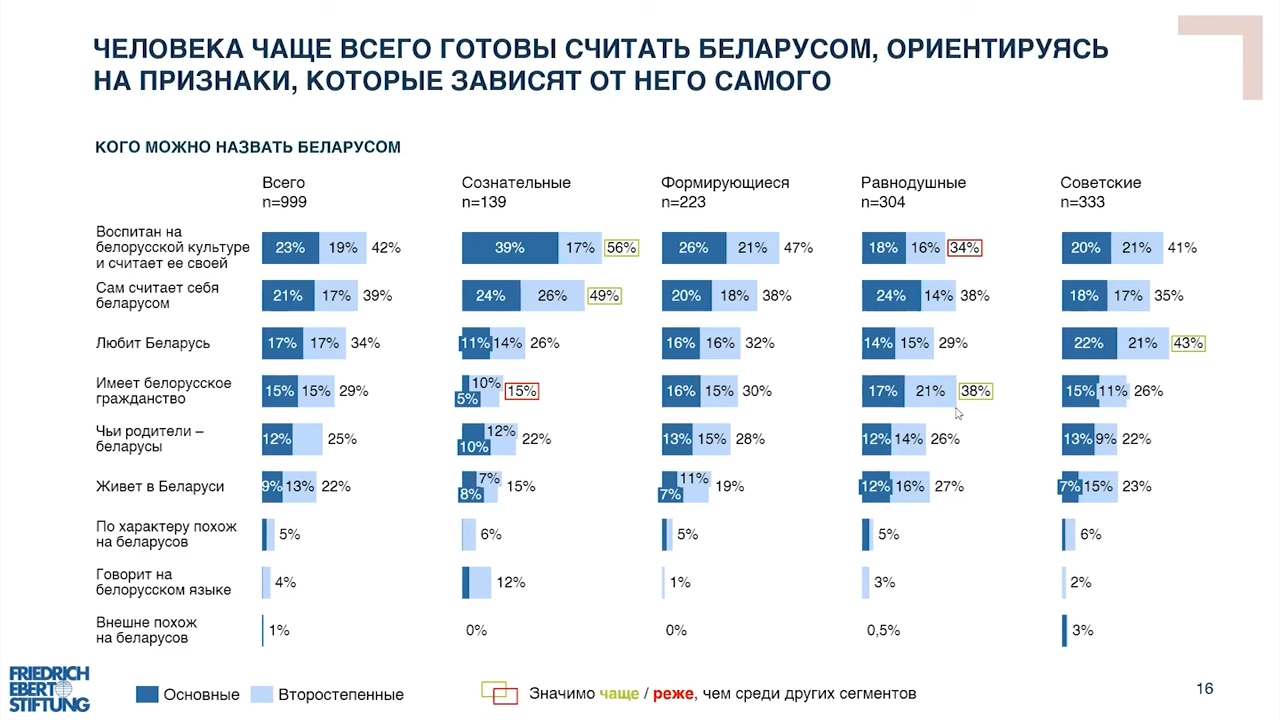 ЧЕЛОВЕКА ЧАЩЕ ВСЕГО ГОТОВЫ СЧИТАТЬ БЕЛАРУСОМ, ОРИЕНТИРУЯСЬ
НА ПРИЗНАКИ, КОТОРЫЕ ЗАВИСЯТ ОТ НЕГО САМОГО
КОГО МОЖНО НАЗВАТЬ БЕЛАРУСОМ
Всего Сознательные Формирующиеся Равнодушные Советские
n=999 n=139 n=223 n=304 n=333
Воспитан на
белорусской культуре
и считает ее своей
23% 19% 42% 39% 17% 56% 26% 21% 47% 18% 16% 34% 20% 21% 41%
Сам считает себя
беларусом
21% 17% 39% 24% 26% 49% 20% 18% 38% 24% 14% 38% 18% 17% 35%
Любит Беларусь
17% 17% 34% 11% 14% 26% 16% 16% 32% 14% 15% 29% 22% 21% 43%
Имеет белорусское
гражданство
15% 15% 29% 5% 10% 15% 16% 15% 30% 17% 21% 38% 15% 11% 26%
Чьи родители –
беларусы
12% 25% 10% 12% 22% 13% 15% 28% 12% 14% 26% 13% 9% 22%
Живет в Беларуси
9% 13% 22% 8% 7% 15% 7% 11% 19% 12% 16% 27% 7% 15% 23%
По характеру похож
на беларусов
5% 6% 5% 5% 6%
Говорит на
белорусском языке
4% 12% 1% 3% 2%
Внешне похож
на беларусов
1% 0% 0% 0,5% 3%
FRIEDRICH
EBERT
STIFTUNG
Основные Второстепенные
Значимо чаще / реже, чем среди других сегментов
16